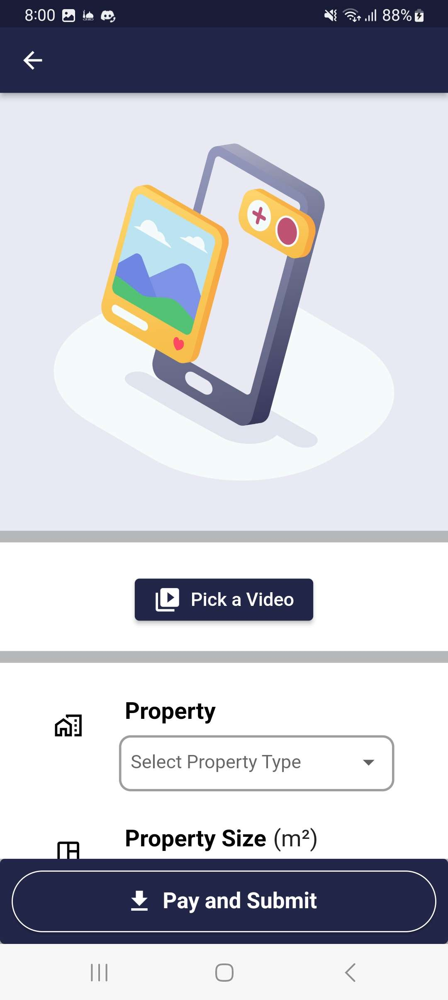 8:00 88%
Pick a Video
Property
Select Property Type
Property Size (m²)
Pay and Submit